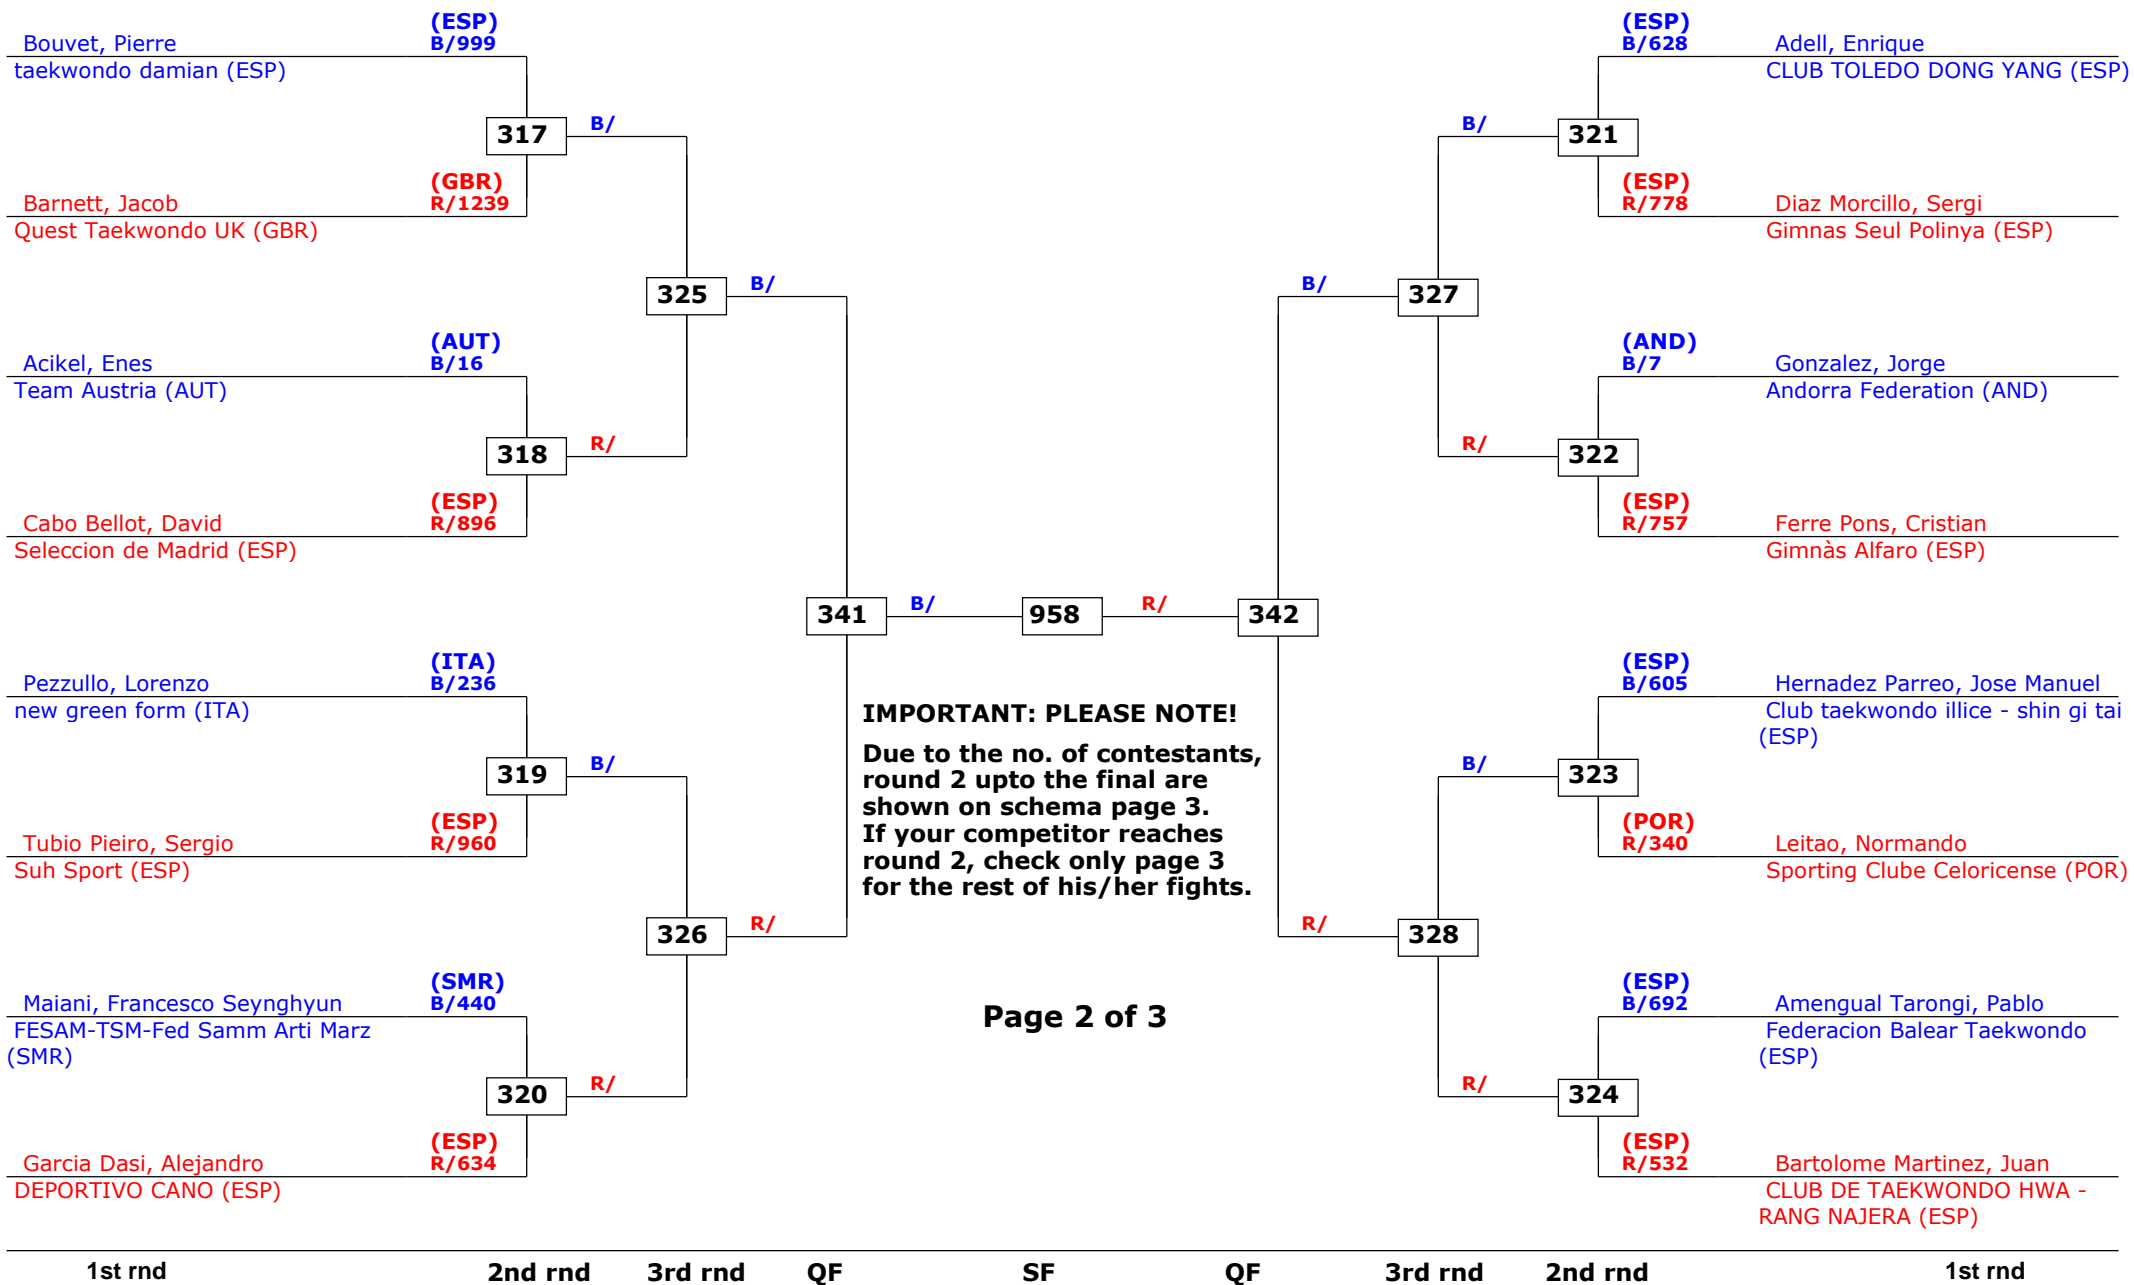 (ESP)
Bouvet, Pierre B/999
taekwondo damian (ESP)
317 B/
(GBR)
Barnett, Jacob R/1239
Quest Taekwondo UK (GBR)
325 B/
(AUT)
Acikel, Enes B/16
Team Austria (AUT)
318 R/
(ESP)
Cabo Bellot, David R/896
Seleccion de Madrid (ESP)
341 B/ 958 R/ 342
(ITA)
Pezzullo, Lorenzo B/236
new green form (ITA)
319 B/
(ESP)
Tubio Pieiro, Sergio R/960
Suh Sport (ESP)
326 R/
(SMR)
Maiani, Francesco Seynghyun B/440
FESAM-TSM-Fed Samm Arti Marz
(SMR)
320 R/
(ESP)
Garcia Dasi, Alejandro R/634
DEPORTIVO CANO (ESP)
IMPORTANT: PLEASE NOTE!
Due to the no. of contestants,
round 2 upto the final are
shown on schema page 3.
If your competitor reaches
round 2, check only page 3
for the rest of his/her fights.
Page 2 of 3
(ESP)
B/628 Adell, Enrique
CLUB TOLEDO DONG YANG (ESP)
B/ 321
(ESP)
R/778 Diaz Morcillo, Sergi
Gimnas Seul Polinya (ESP)
B/ 327
(AND)
B/7 Gonzalez, Jorge
Andorra Federation (AND)
R/ 322
(ESP)
R/757 Ferre Pons, Cristian
Gimnàs Alfaro (ESP)
(ESP)
B/605 Hernadez Parreo, Jose Manuel
Club taekwondo illice - shin gi tai
(ESP)
B/ 323
(POR)
R/340 Leitao, Normando
Sporting Clube Celoricense (POR)
R/ 328
(ESP)
B/692 Amengual Tarongi, Pablo
Federacion Balear Taekwondo
(ESP)
R/ 324
(ESP)
R/532 Bartolome Martinez, Juan
CLUB DE TAEKWONDO HWA -
RANG NAJERA (ESP)
1st rnd 2nd rnd 3rd rnd QF SF QF 3rd rnd 2nd rnd 1st rnd